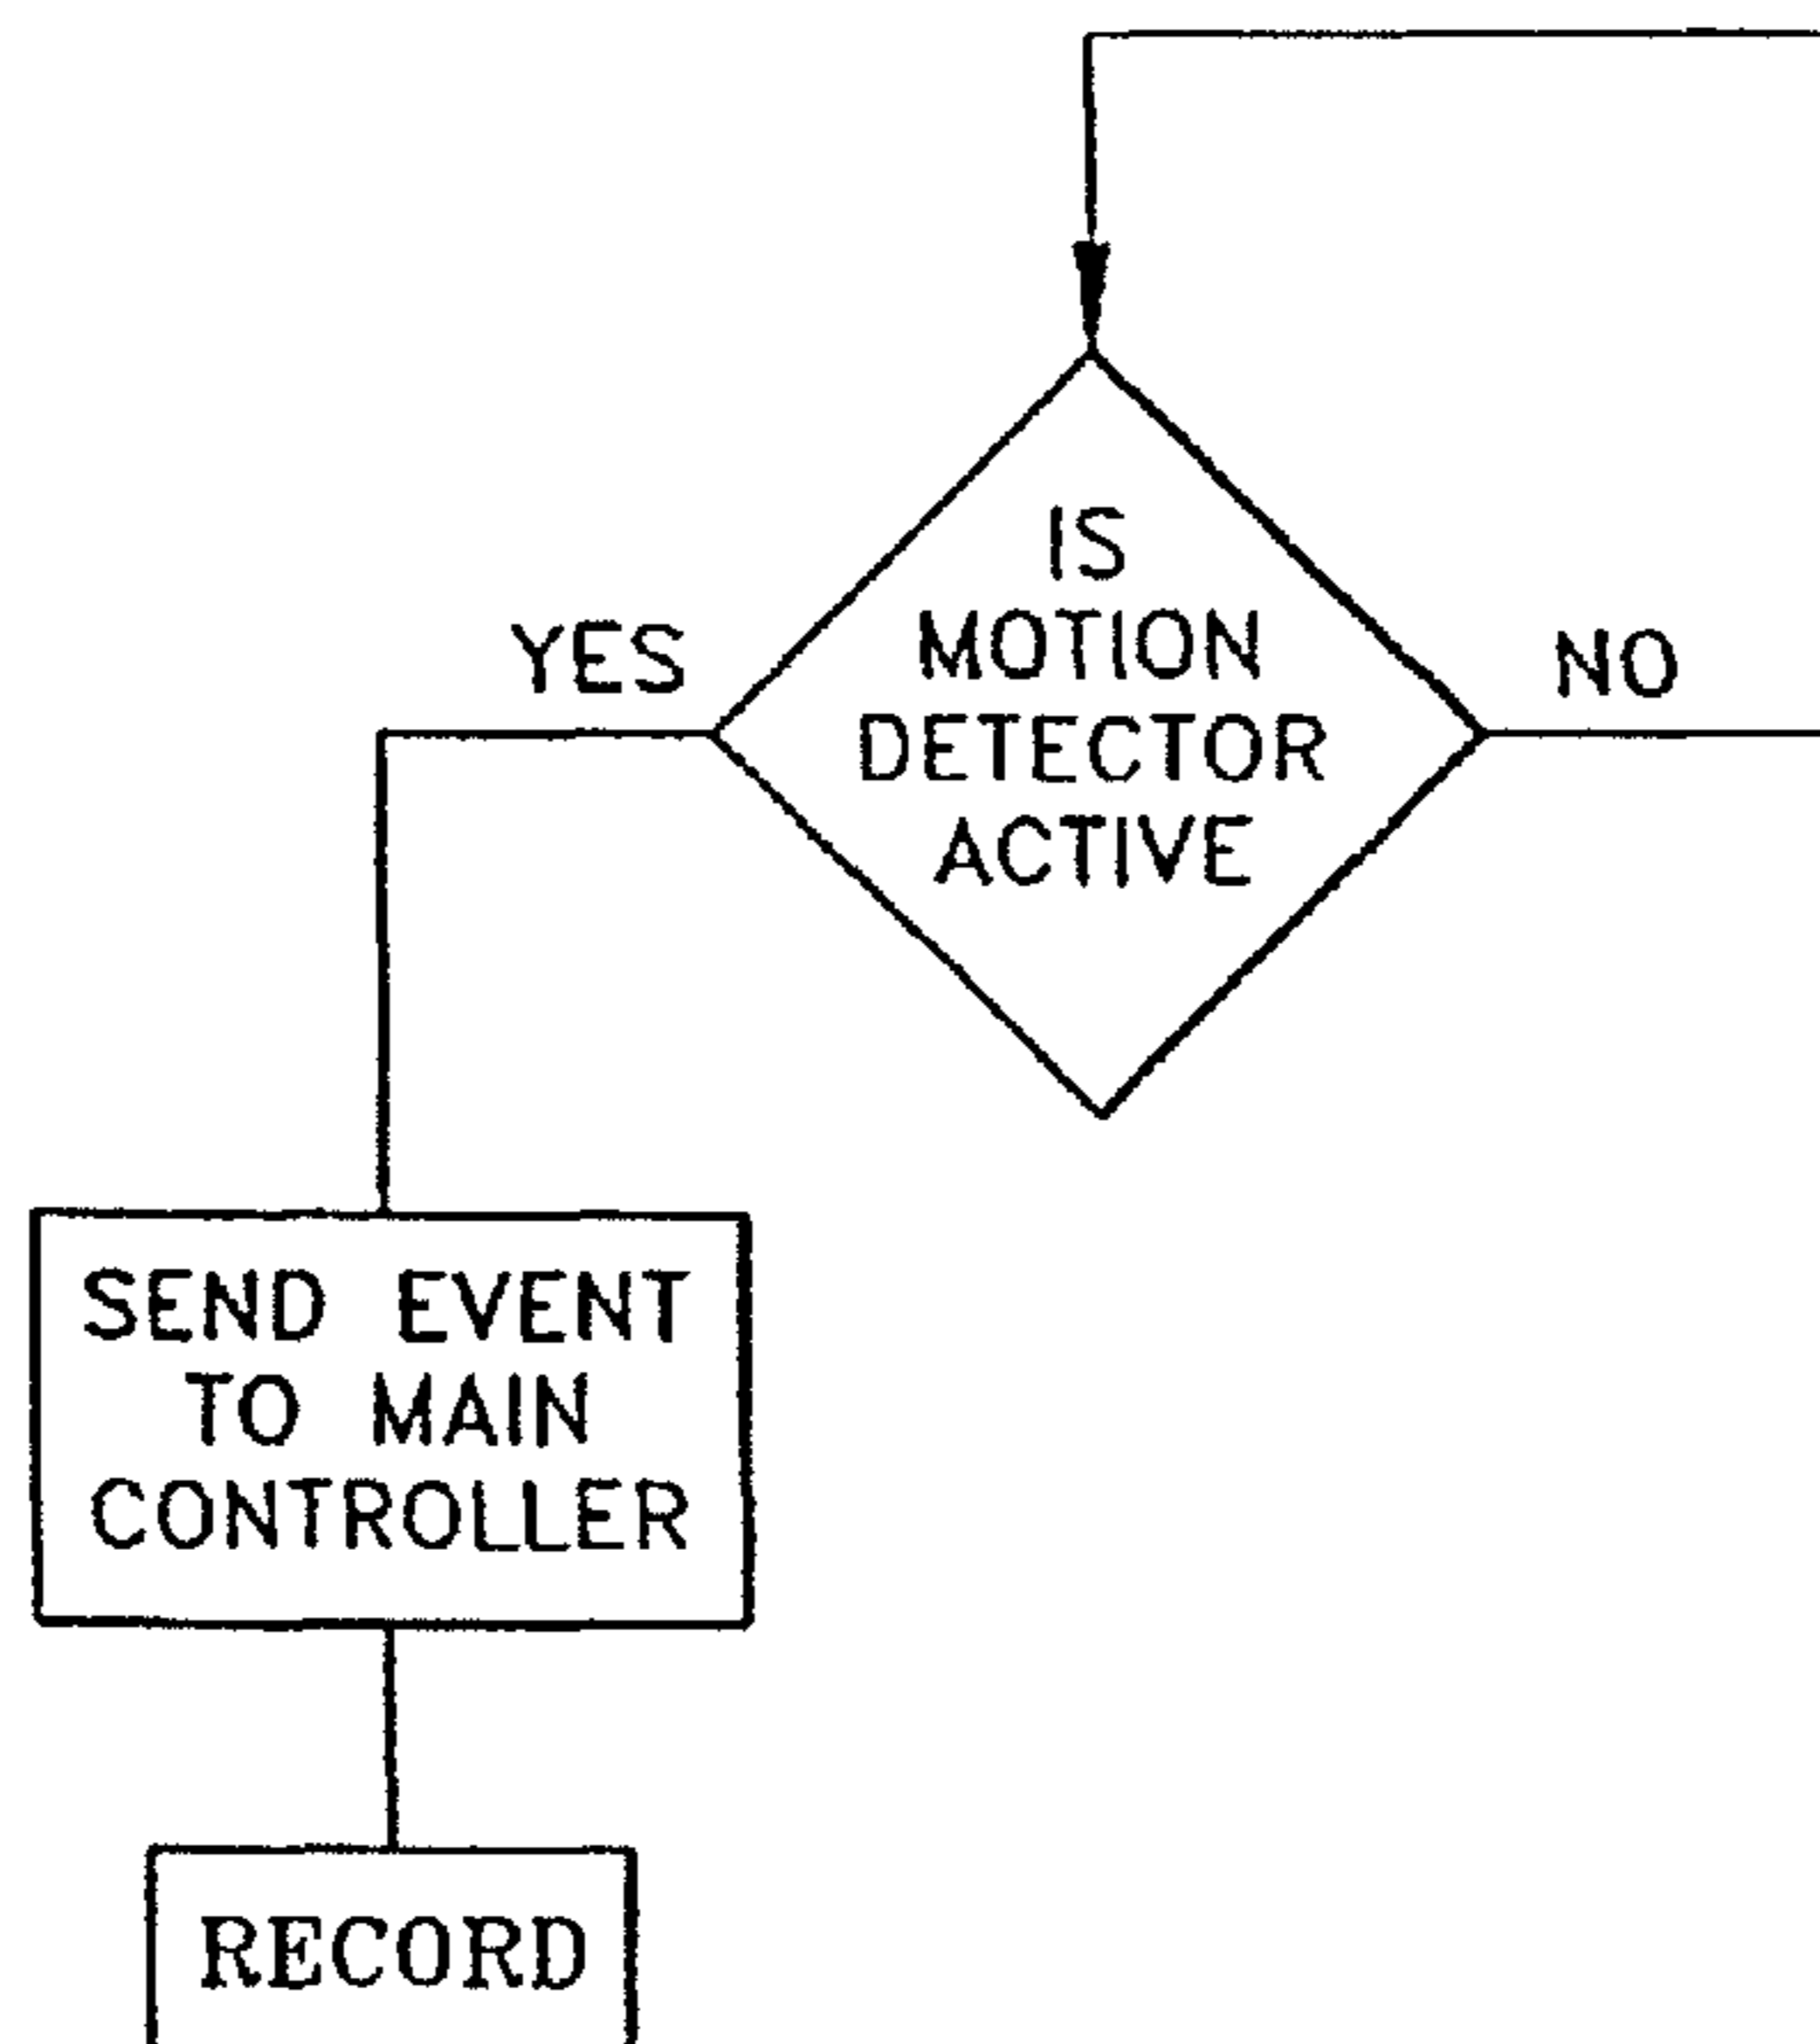 IS
MOTION
DETECTOR
ACTIVE
YES
NO
SEND EVENT
TO MAIN
CONTROLLER
RECORD